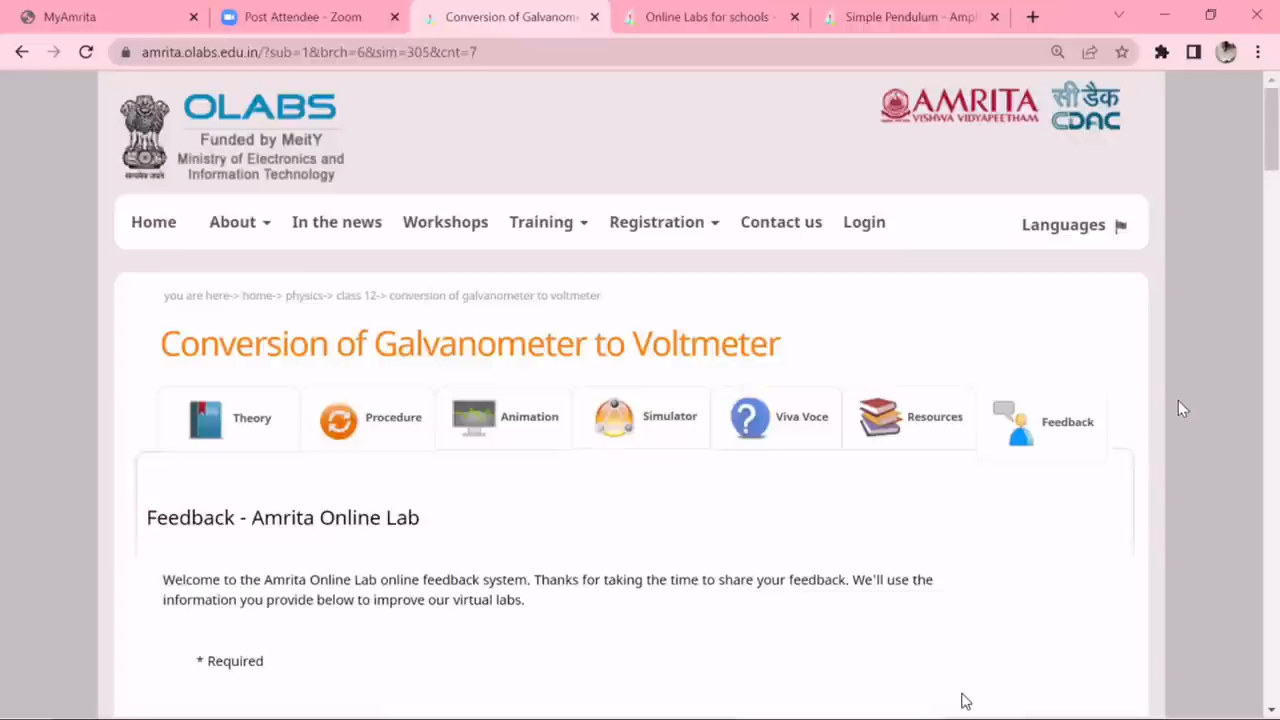 MyAmrita
Post Attendee - Zoom
Conversion of Galvanom
Online Labs for schools -
Simple Pendulum - Ampl
amrita.olabs.edu.in/?sub=1&brch=6&sim=305&cnt=7
OLABS
Funded by MeitY
Ministry of Electronics and
Information Technology
सत्यमेव जयते
AMRITA
VISHWA VIDYAPEETHAM
सी डैक
CDAC
Home About In the news Workshops Training Registration Contact us Login Languages
you are here-> home-> physics-> class 12-> conversion of galvanometer to voltmeter
Conversion of Galvanometer to Voltmeter
Theory Procedure Animation Simulator Viva Voce Resources Feedback
Feedback - Amrita Online Lab
Welcome to the Amrita Online Lab online feedback system. Thanks for taking the time to share your feedback. We'll use the
information you provide below to improve our virtual labs.
* Required